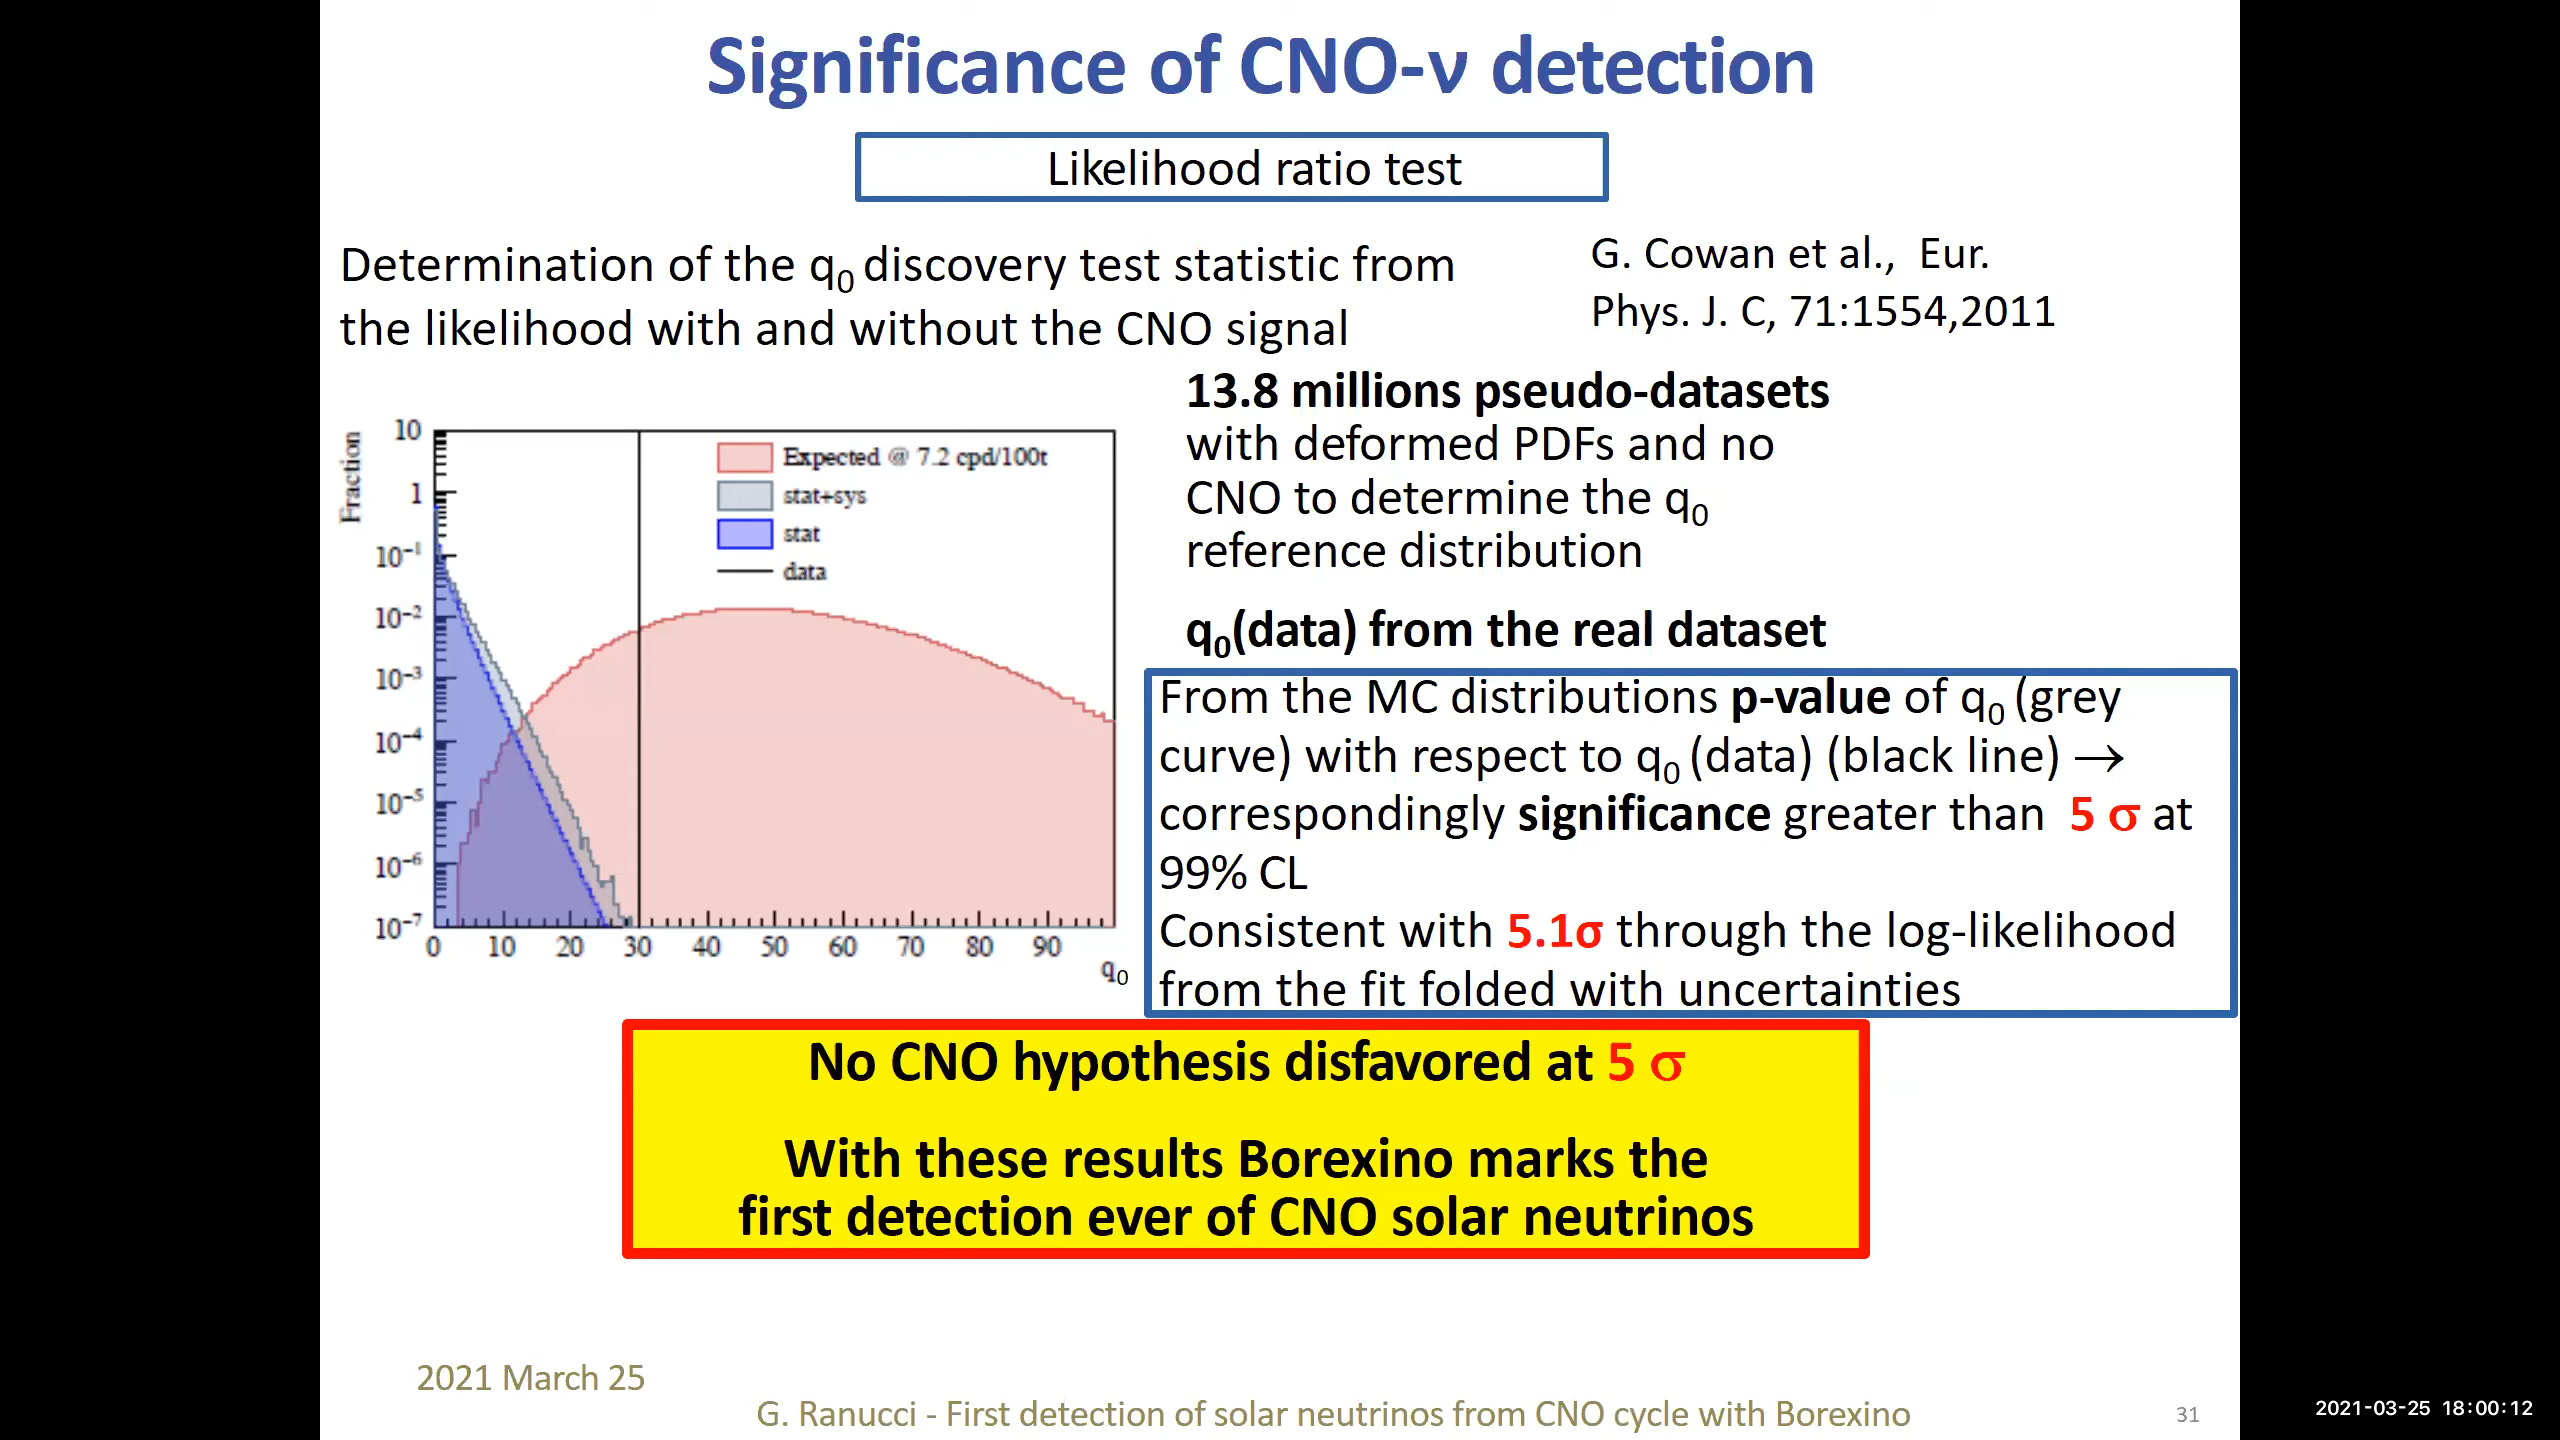 Significance of CNO-ν detection
Likelihood ratio test
Determination of the q0 discovery test statistic from
the likelihood with and without the CNO signal
G. Cowan et al., Eur.
Phys. J. C, 71:1554,2011
13.8 millions pseudo-datasets
with deformed PDFs and no
CNO to determine the q0
reference distribution
q0(data) from the real dataset
Fraction
10
1
10−1
10−2
10−3
10−4
10−5
10−6
10−7
Expected @ 7.2 cpd/100t
stat+sys
stat
data
0 10 20 30 40 50 60 70 80 90
q0
From the MC distributions p-value of q0 (grey
curve) with respect to q0 (data) (black line) →
correspondingly significance greater than 5 σ at
99% CL
Consistent with 5.1σ through the log-likelihood
from the fit folded with uncertainties
No CNO hypothesis disfavored at 5 σ
With these results Borexino marks the
first detection ever of CNO solar neutrinos
2021 March 25
G. Ranucci - First detection of solar neutrinos from CNO cycle with Borexino
31
2021-03-25 18:00:12